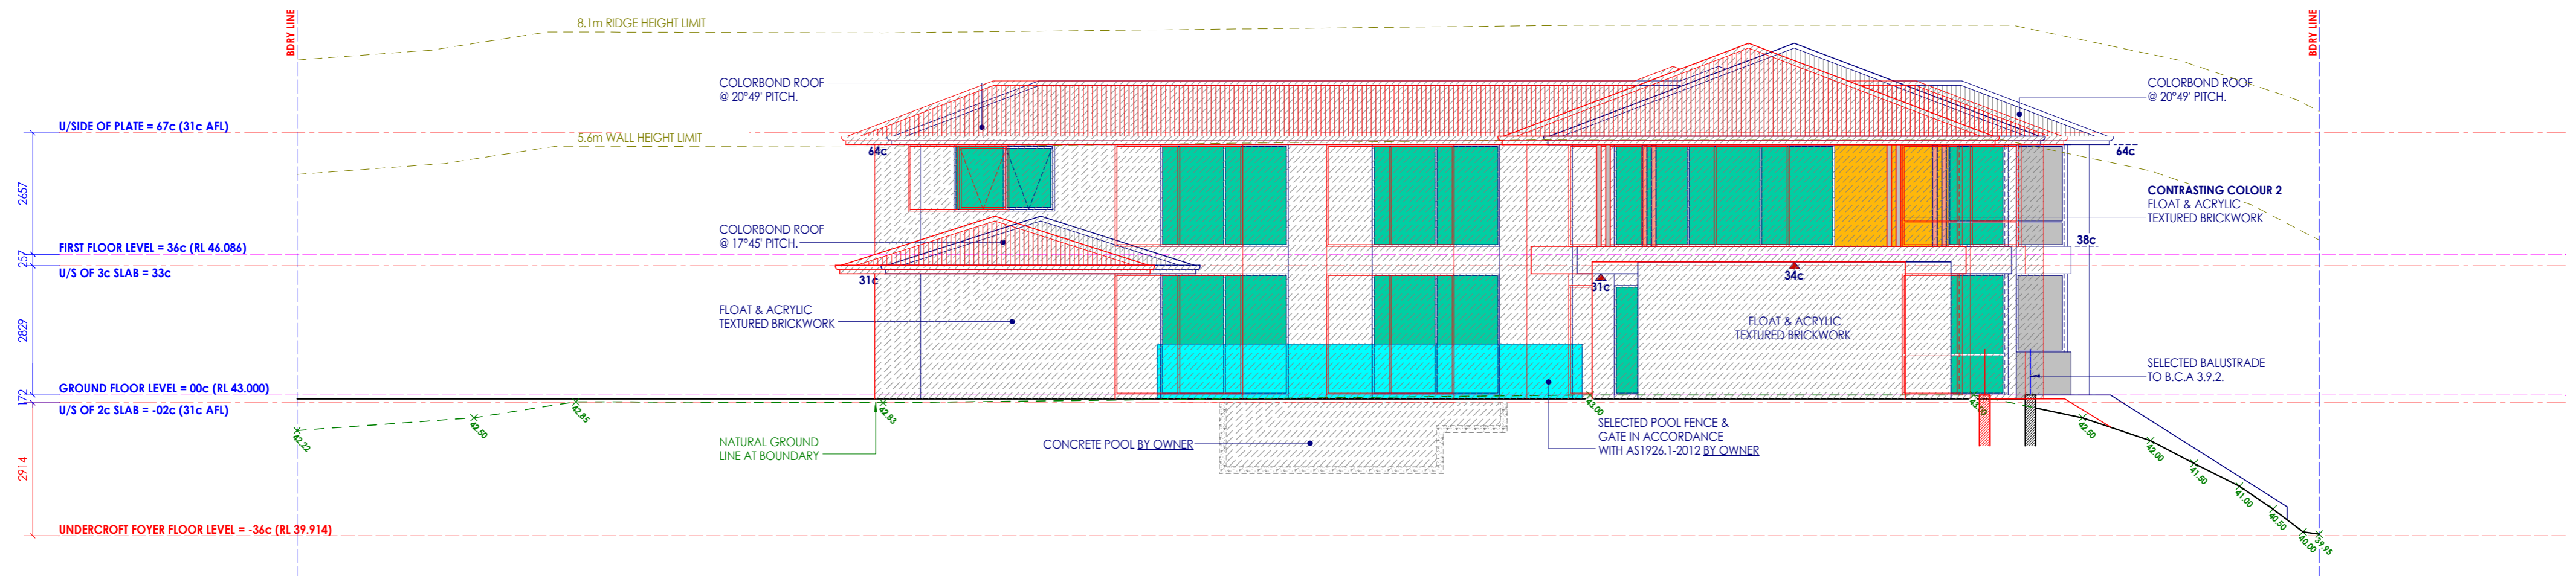 BDRY LINE
8.1m RIDGE HEIGHT LIMIT
BDRY LINE
COLORBOND ROOF
@ 20°49' PITCH.
COLORBOND ROOF
@ 20°49' PITCH.
U/SIDE OF PLATE = 67c (31c AFL)
5.6m WALL HEIGHT LIMIT
64c
64c
2657
CONTRASTING COLOUR 2
FLOAT & ACRYLIC
TEXTURED BRICKWORK
COLORBOND ROOF
@ 17°45' PITCH.
38c
FIRST FLOOR LEVEL = 36c (RL 46.086)
257
U/S OF 3c SLAB = 33c
31c
31c
34c
FLOAT & ACRYLIC
TEXTURED BRICKWORK
FLOAT & ACRYLIC
TEXTURED BRICKWORK
2829
SELECTED BALUSTRADE
TO B.C.A 3.9.2.
GROUND FLOOR LEVEL = 00c (RL 43.000)
172
U/S OF 2c SLAB = -02c (31c AFL)
42.22
42.50
42.85
42.83
43.00
43.00
42.50
42.00
41.50
41.00
40.50
40.00
39.95
NATURAL GROUND
LINE AT BOUNDARY
CONCRETE POOL BY OWNER
SELECTED POOL FENCE &
GATE IN ACCORDANCE
WITH AS1926.1-2012 BY OWNER
2914
UNDERCROFT FOYER FLOOR LEVEL = -36c (RL 39.914)